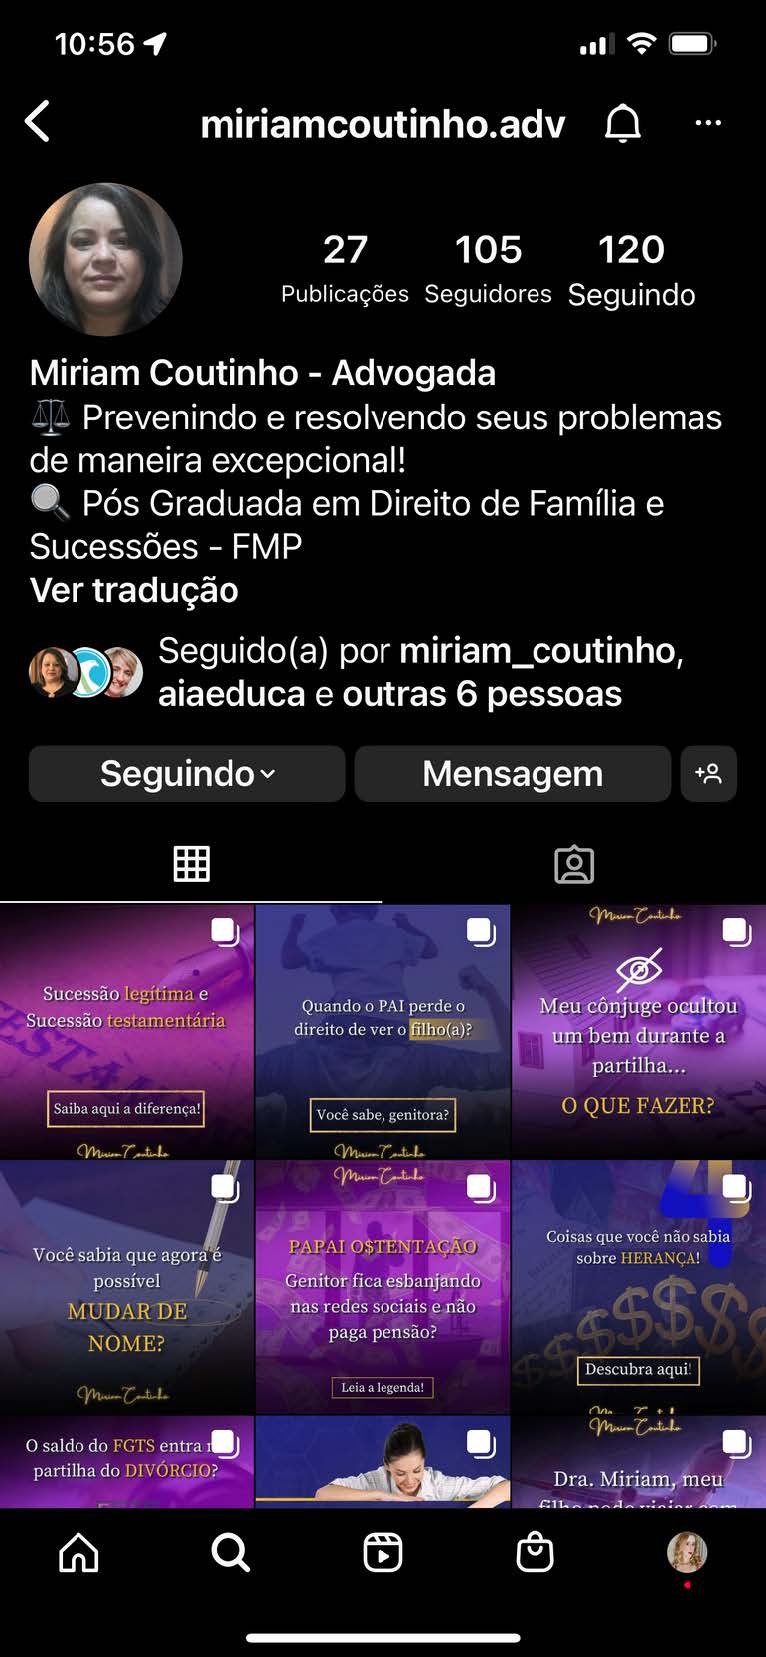 10:56
miriamcoutinho.adv
27
105
120
Publicações
Seguidores
Seguindo
Miriam Coutinho - Advogada
Prevenindo e resolvendo seus problemas
de maneira excepcional!
Pós Graduada em Direito de Família e
Sucessões - FMP
Ver tradução
Seguido(a) por miriam_coutinho,
aiaeduca e outras 6 pessoas
Seguindo
Mensagem
Sucessão legítima e
Sucessão testamentária
Saiba aqui a diferença!
Miriam Coutinho
Quando o PAI perde o
direito de ver o filho(a)?
Você sabe, genitora?
Miriam Coutinho
Miriam Coutinho
Meu cônjuge ocultou
um bem durante a
partilha...
O QUE FAZER?
Você sabia que agora é
possível
MUDAR DE
NOME?
Miriam Coutinho
Miriam Coutinho
PAPAI O$TENTAÇÃO
Genitor fica esbanjando
nas redes sociais e não
paga pensão?
Leia a legenda!
4
Coisas que você não sabia
sobre HERANÇA!
$$$$$$
Descubra aqui!
O saldo do FGTS entra
partilha do DIVÓRCIO?
Miriam Coutinho
Dra. Miriam, meu
filho pode viajar com